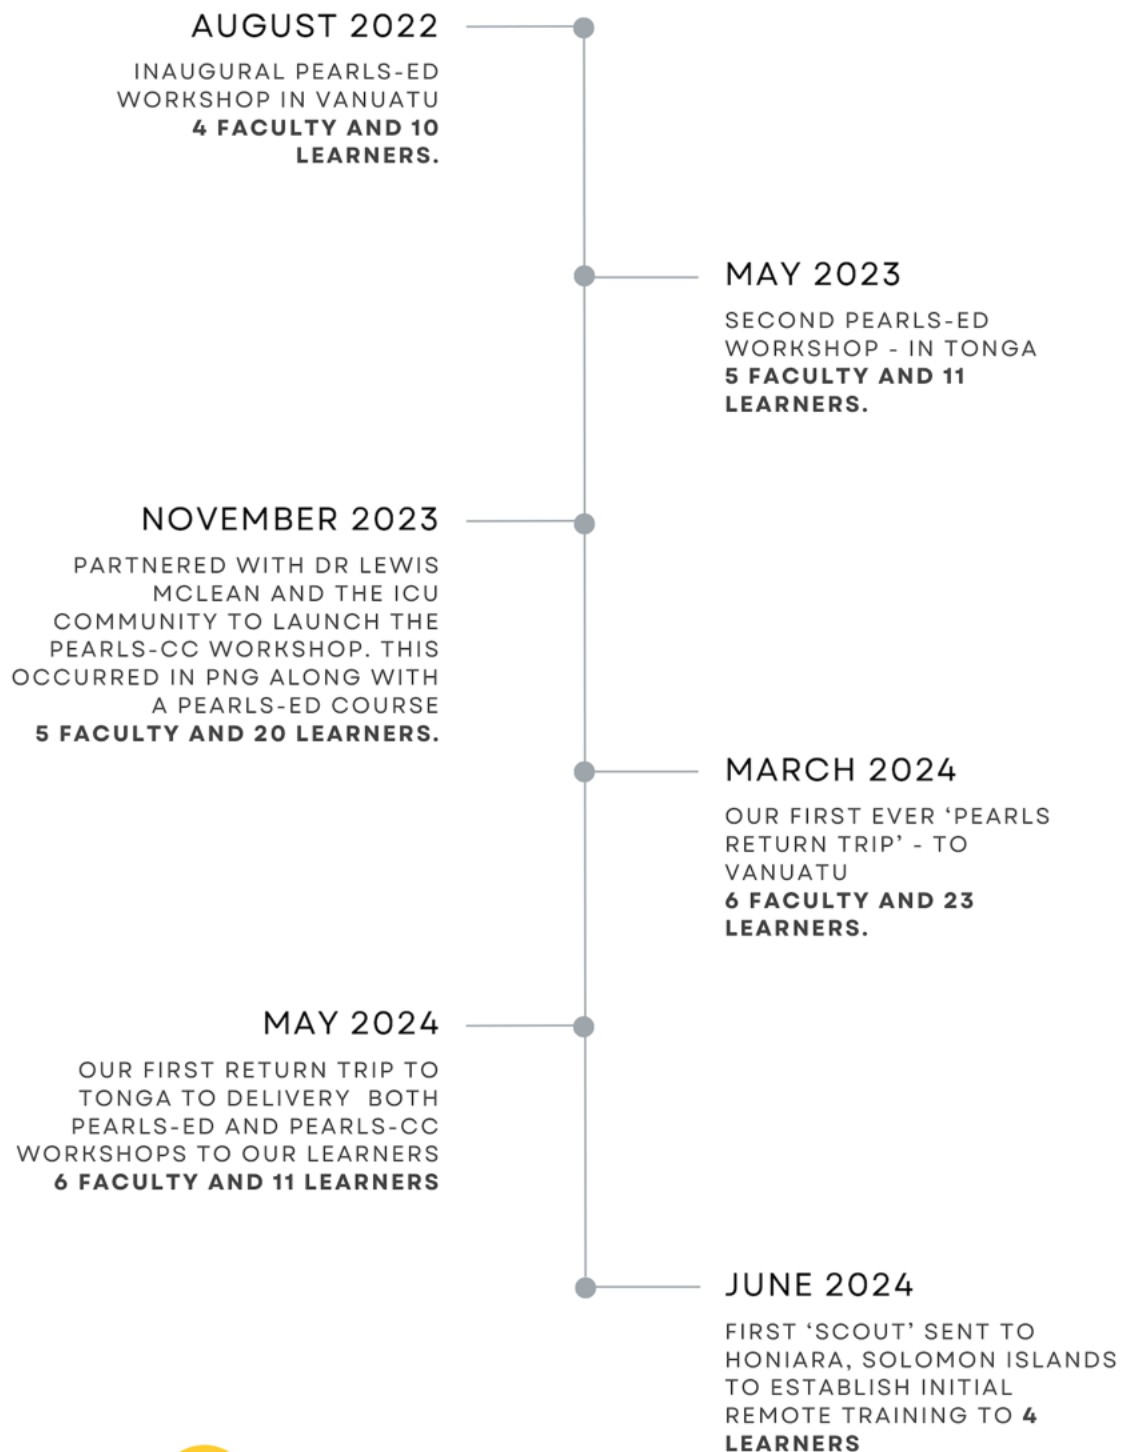 AUGUST 2022
INAUGURAL PEARLS-ED
WORKSHOP IN VANUATU
4 FACULTY AND 10
LEARNERS.
MAY 2023
SECOND PEARLS-ED
WORKSHOP - IN TONGA
5 FACULTY AND 11
LEARNERS.
NOVEMBER 2023
PARTNERED WITH DR LEWIS
MCLEAN AND THE ICU
COMMUNITY TO LAUNCH THE
PEARLS-CC WORKSHOP. THIS
OCCURRED IN PNG ALONG WITH
A PEARLS-ED COURSE
5 FACULTY AND 20 LEARNERS.
MARCH 2024
OUR FIRST EVER ‘PEARLS
RETURN TRIP’ - TO
VANUATU
6 FACULTY AND 23
LEARNERS.
MAY 2024
OUR FIRST RETURN TRIP TO
TONGA TO DELIVERY BOTH
PEARLS-ED AND PEARLS-CC
WORKSHOPS TO OUR LEARNERS
6 FACULTY AND 11 LEARNERS
JUNE 2024
FIRST ‘SCOUT’ SENT TO
HONIARA, SOLOMON ISLANDS
TO ESTABLISH INITIAL
REMOTE TRAINING TO 4
LEARNERS